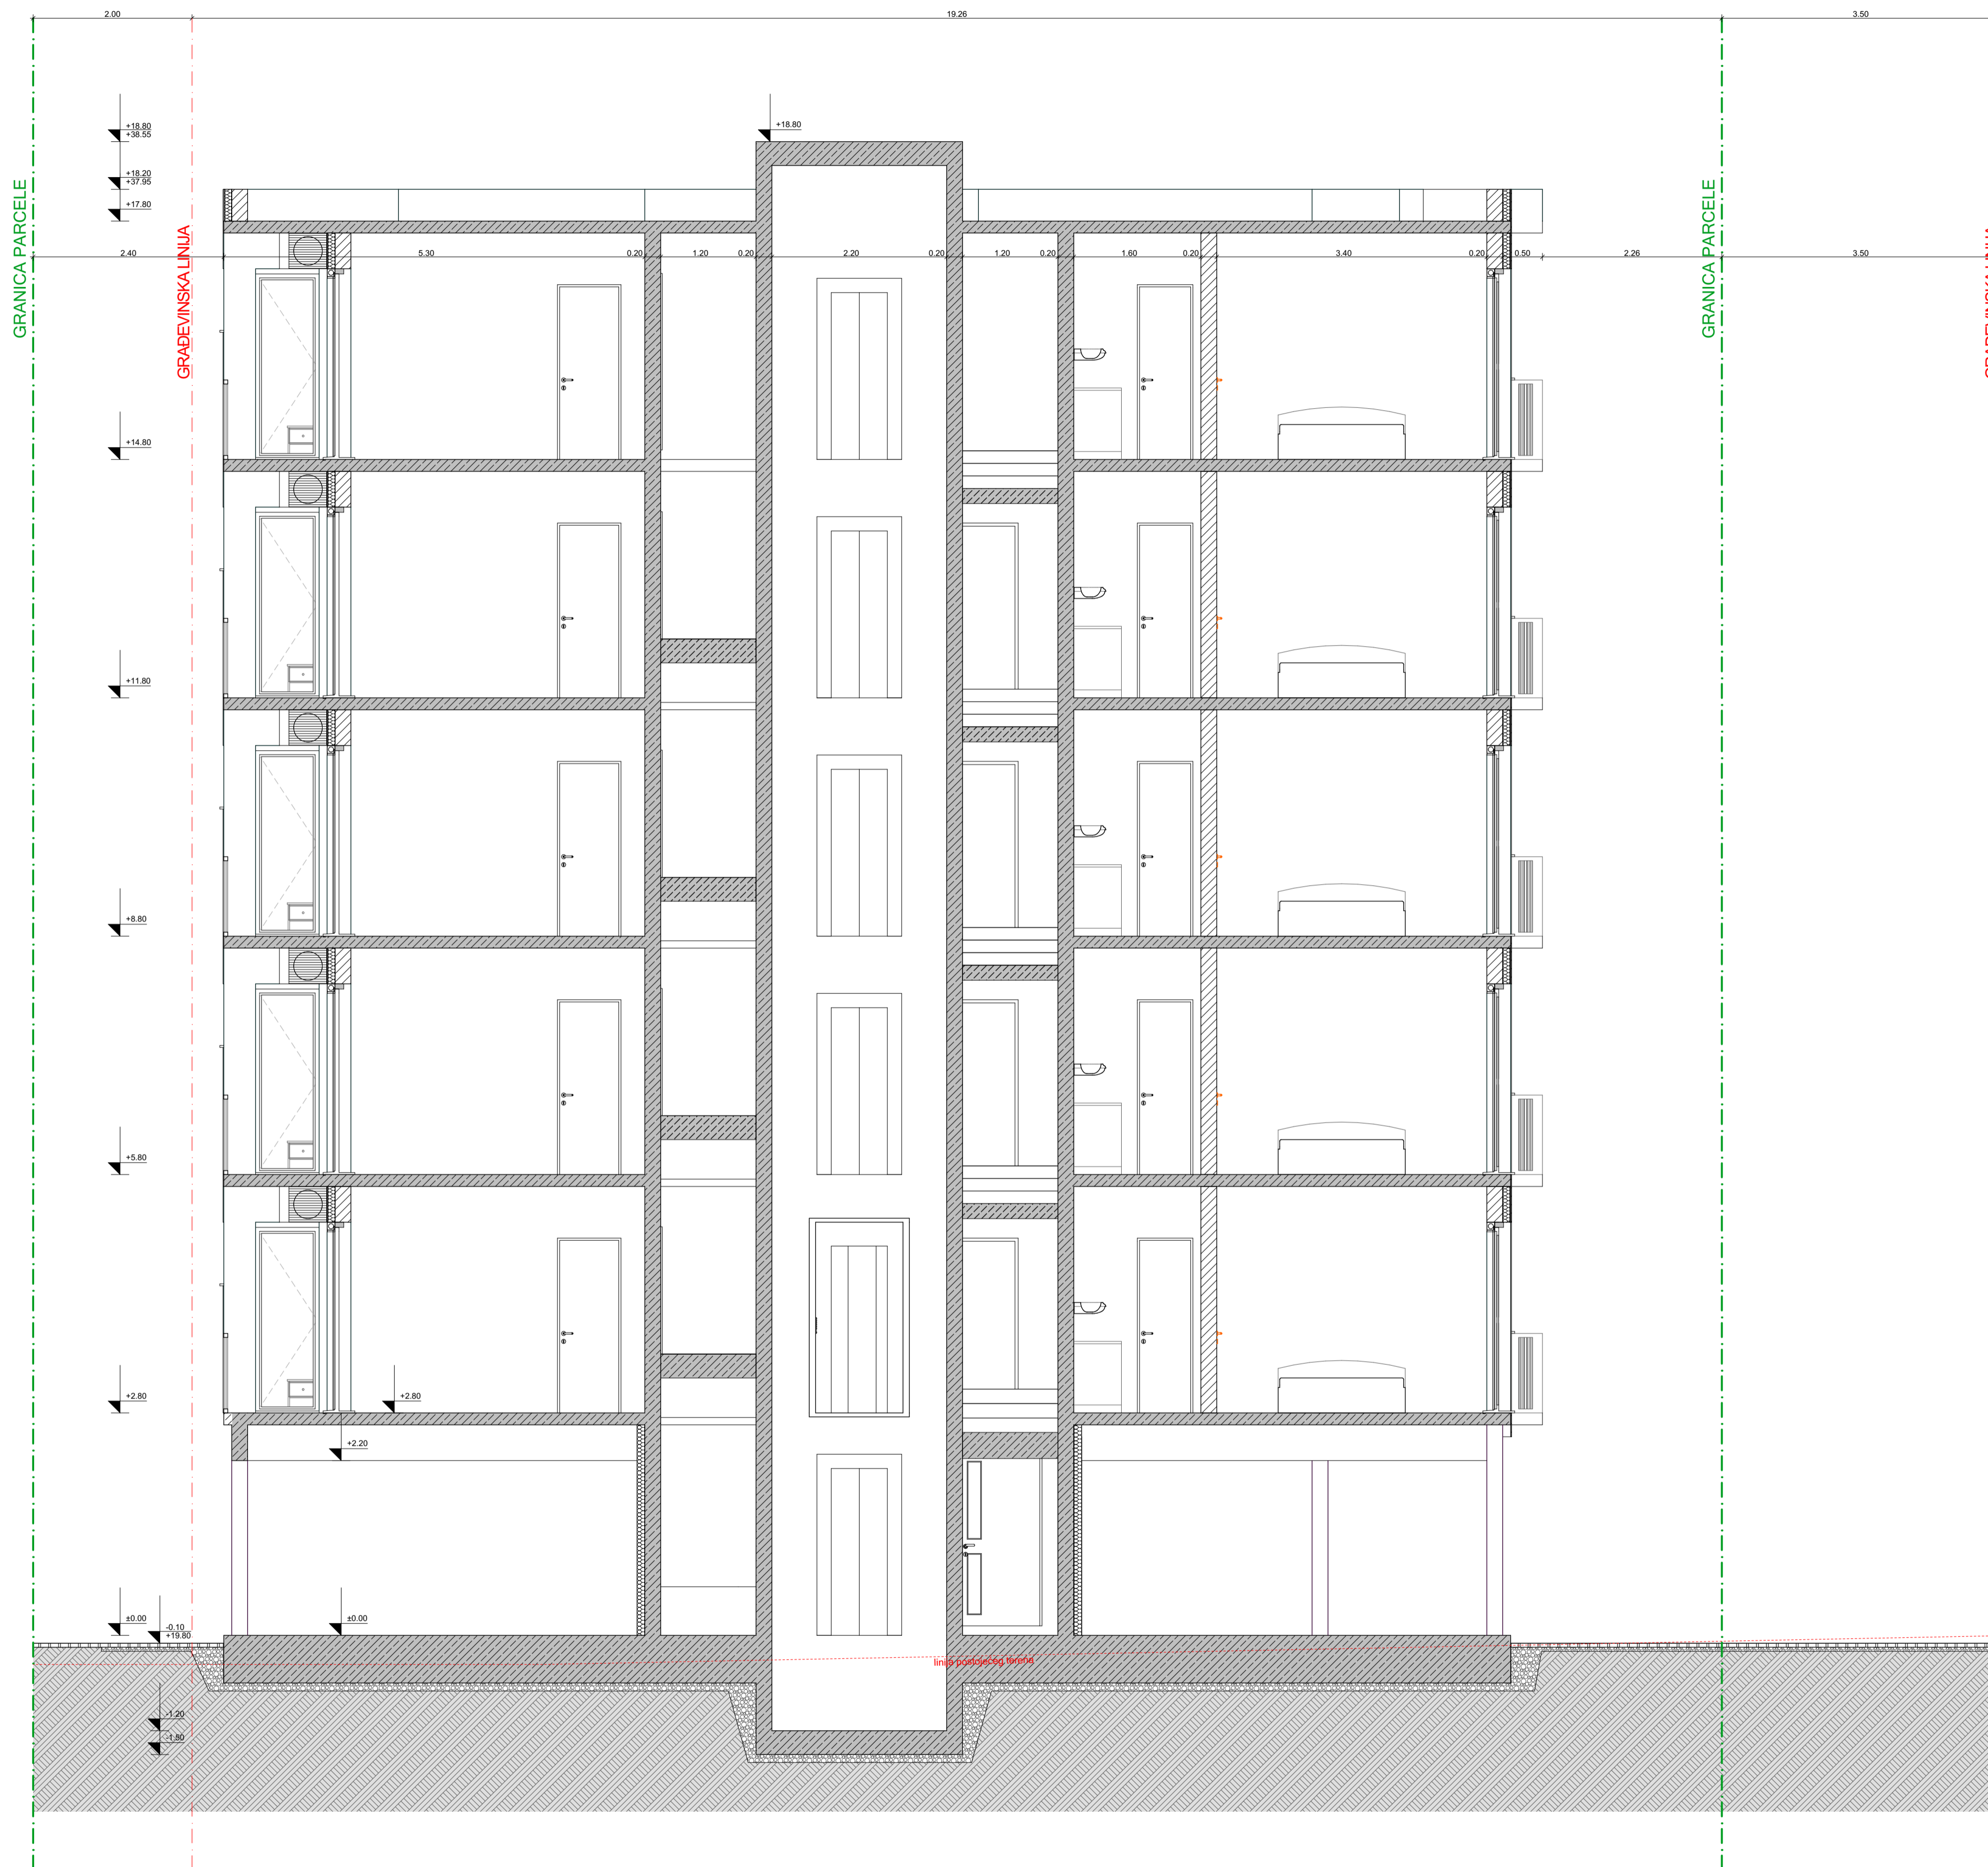 2.00 19.26 3.50
+18.80
+38.55
+18.80
+18.20
+37.95
+17.80
GRANICA PARCELE
GRAĐEVINSKA LINIJA
GRANICA PARCELE
GRAĐEVINSKA LINIJA
2.40 5.30 0.20 1.20 0.20 2.20 0.20 1.20 0.20 1.60 0.20 3.40 0.20 0.50 2.26 3.50
+14.80
+11.80
+8.80
+5.80
+2.80 +2.80
+2.20
±0.00 ±0.00
-0.10
+19.80
linija postojećeg terena
-1.20
-1.50